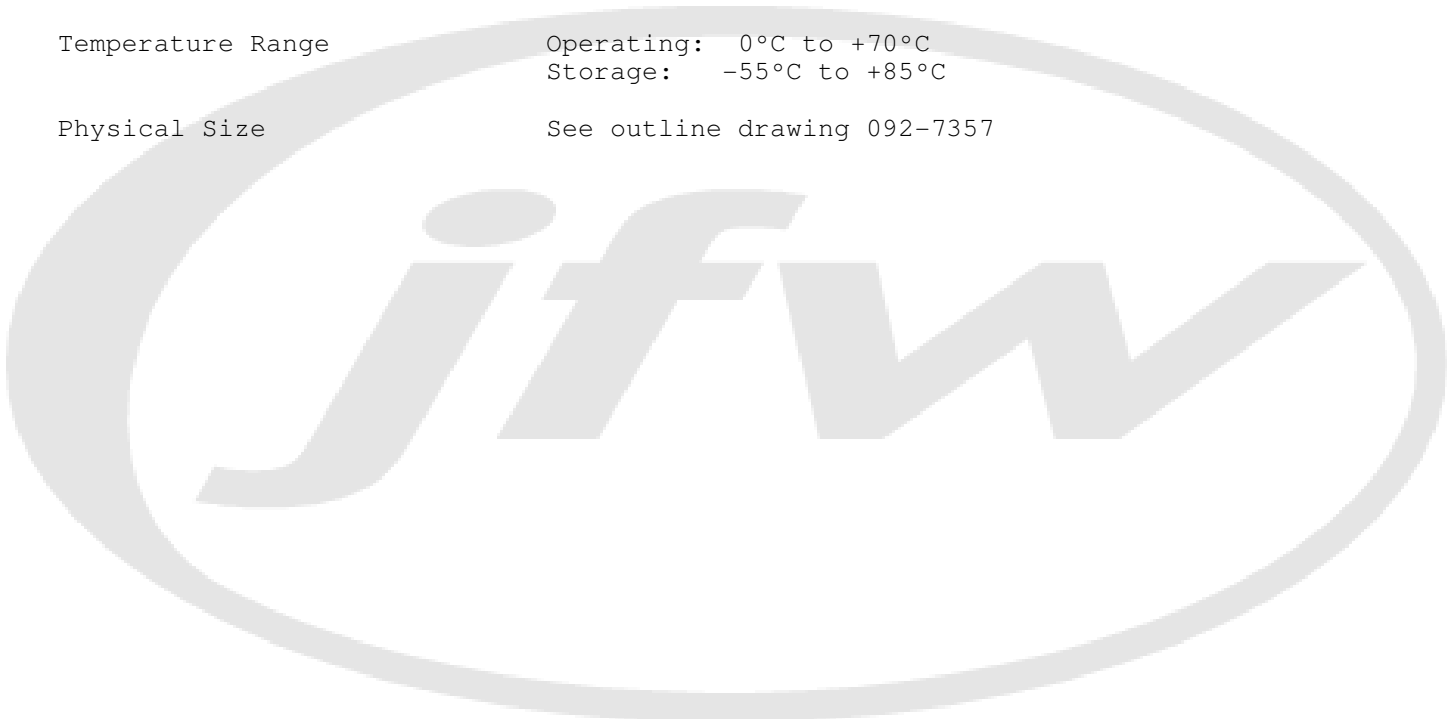 Temperature Range Operating: 0°C to +70°C
Storage: -55°C to +85°C
Physical Size See outline drawing 092-7357
jfw